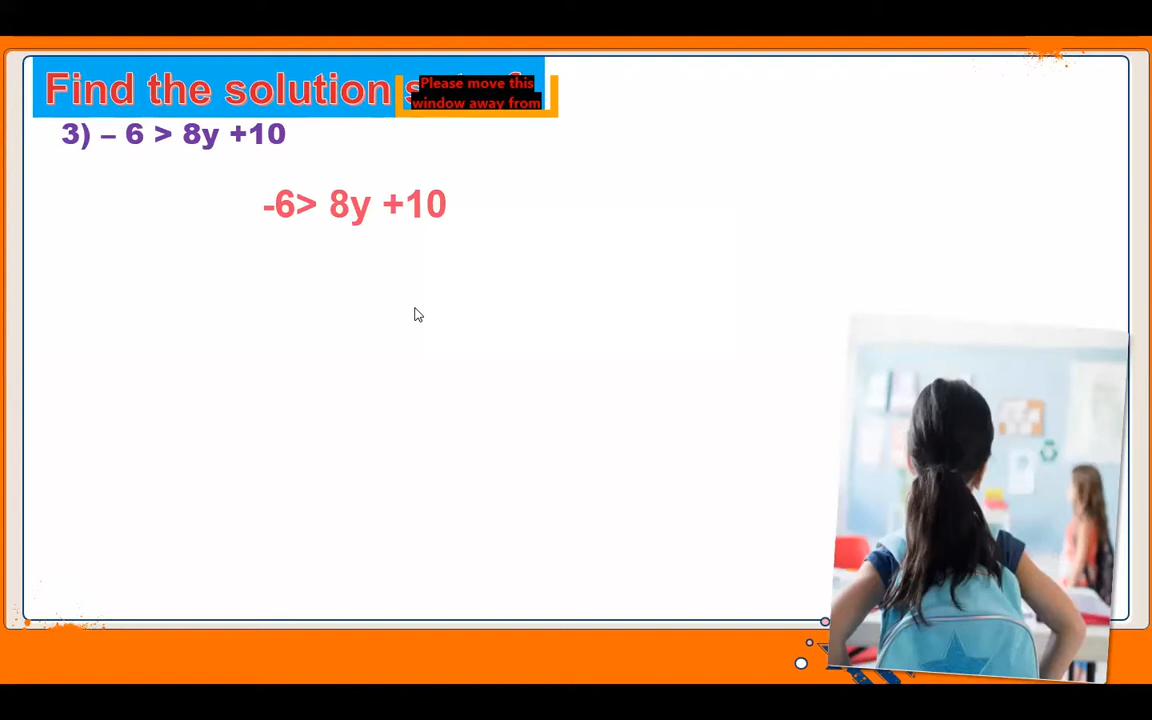 Find the solution
Please move this
window away from
3) – 6 > 8y +10
-6> 8y +10